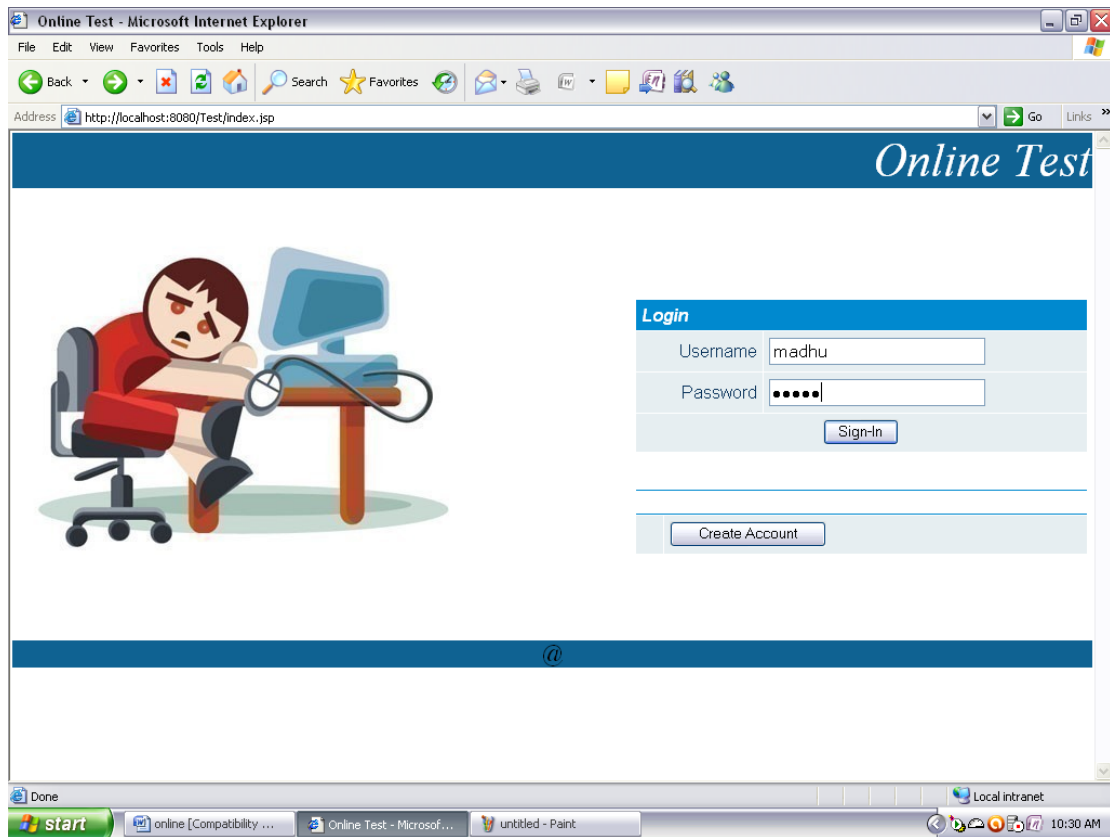 Online Test - Microsoft Internet Explorer
File Edit View Favorites Tools Help
Back Search Favorites
Address http://localhost:8080/Test/index.jsp Go Links »
Online Test
Login
Username madhu
Password •••••
Sign-In
Create Account
@
Done Local intranet
start online [Compatibility ... Online Test - Microsof... untitled - Paint 10:30 AM